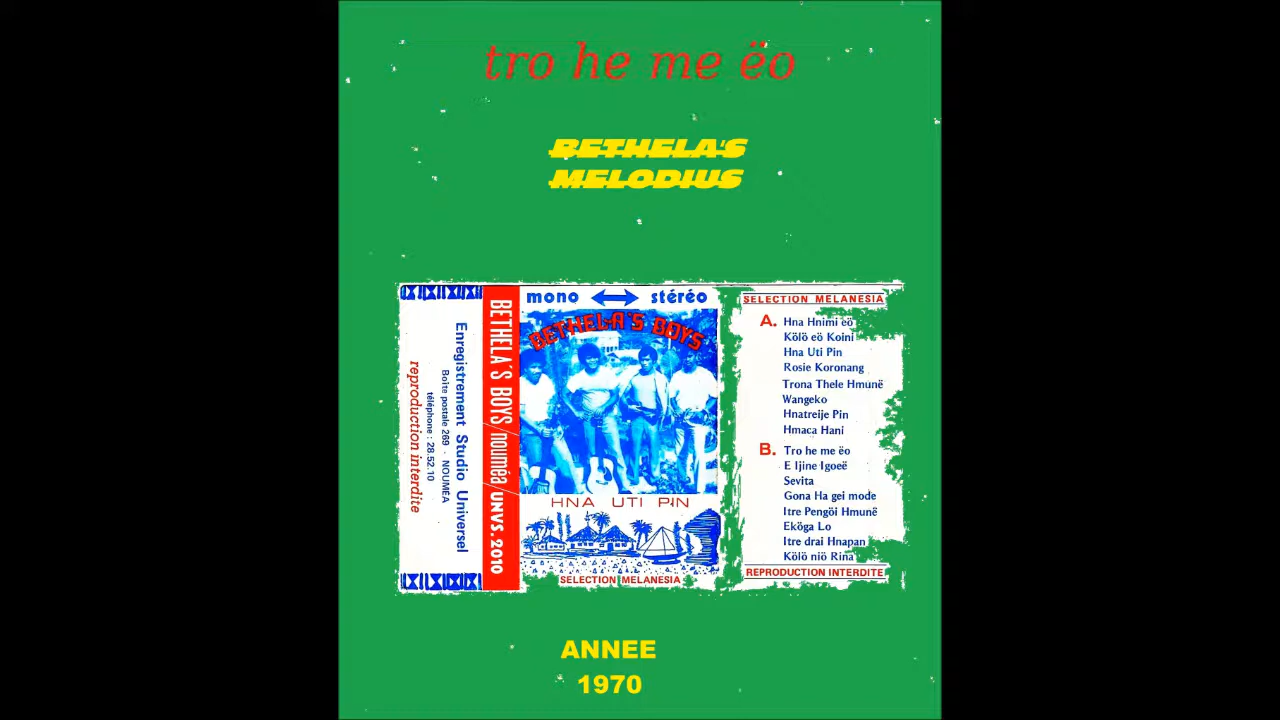 tro he me ëo
BETHELA'S
MELODIUS
Enregistrement Studio Universel
Boîte postale 269 - NOUMÉA
téléphone : 28.52.10
reproduction interdite
BETHELA'S BOYS/nouméa/UNVS. 2010
mono stéréo
BETHELA'S BOYS
HNA UTI PIN
SELECTION MELANESIA
SELECTION MELANESIA
A. Hna Hnimi ëö
Kölö eö Koini
Hna Uti Pin
Rosie Koronang
Trona Thele Hmunë
Wangeko
Hnatreije Pin
Hmaca Hani
B. Tro he me ëo
E Ijine Igoeë
Sevita
Gona Ha gei mode
Itre Pengöi Hmunë
Eköga Lo
Itre drai Hnapan
Kölö niö Rina
REPRODUCTION INTERDITE
ANNEE
1970